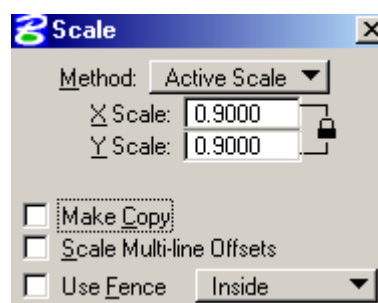 Scale
Method: Active Scale
X Scale: 0.9000
Y Scale: 0.9000
Make Copy
Scale Multi-line Offsets
Use Fence Inside